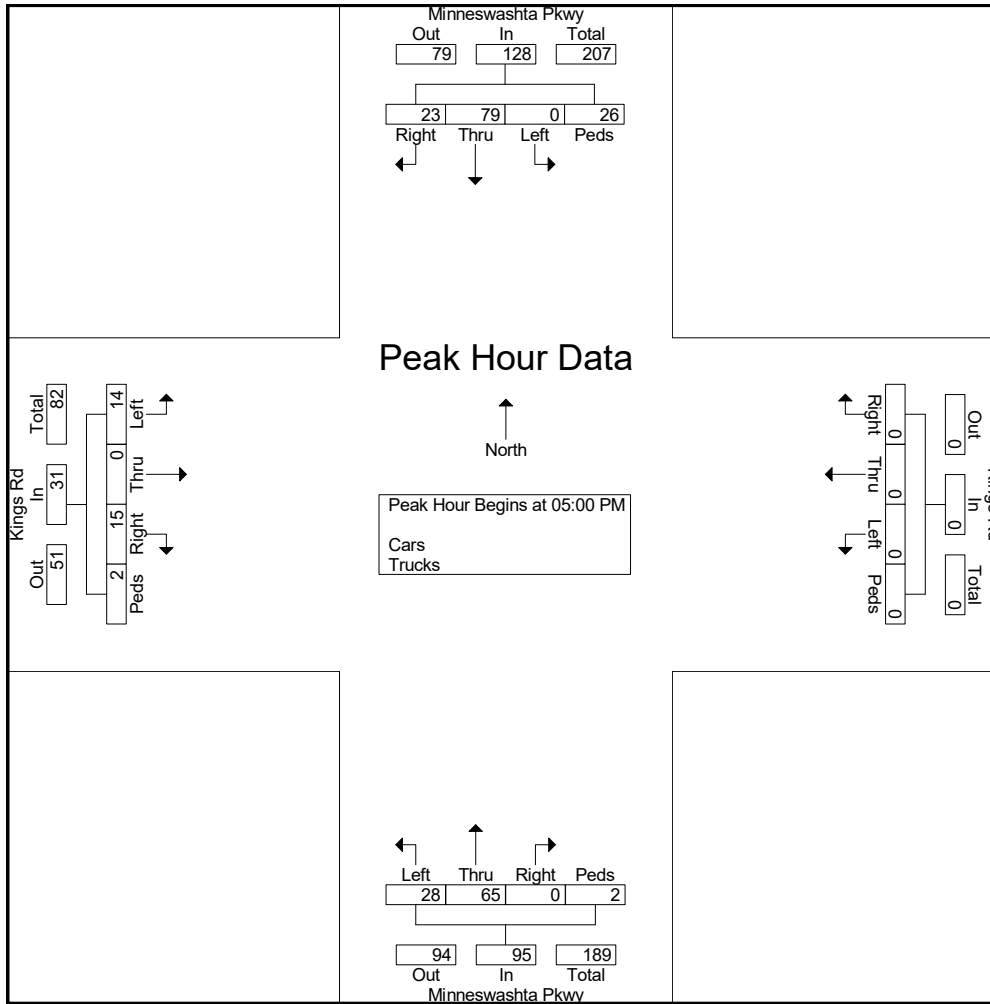 Minneswashta Pkwy
Out In Total
79 128 207
23 79 0 26
Right Thru Left Peds
Peak Hour Data
North
Peak Hour Begins at 05:00 PM
Cars
Trucks
Kings Rd
Total In Out
82 31 51
14 0 15 2
Left Thru Right Peds
Right Thru Left Peds
0 0 0 0
Out In Total
0 0 0
Left Thru Right Peds
28 65 0 2
94 95 189
Out In Total
Minneswashta Pkwy